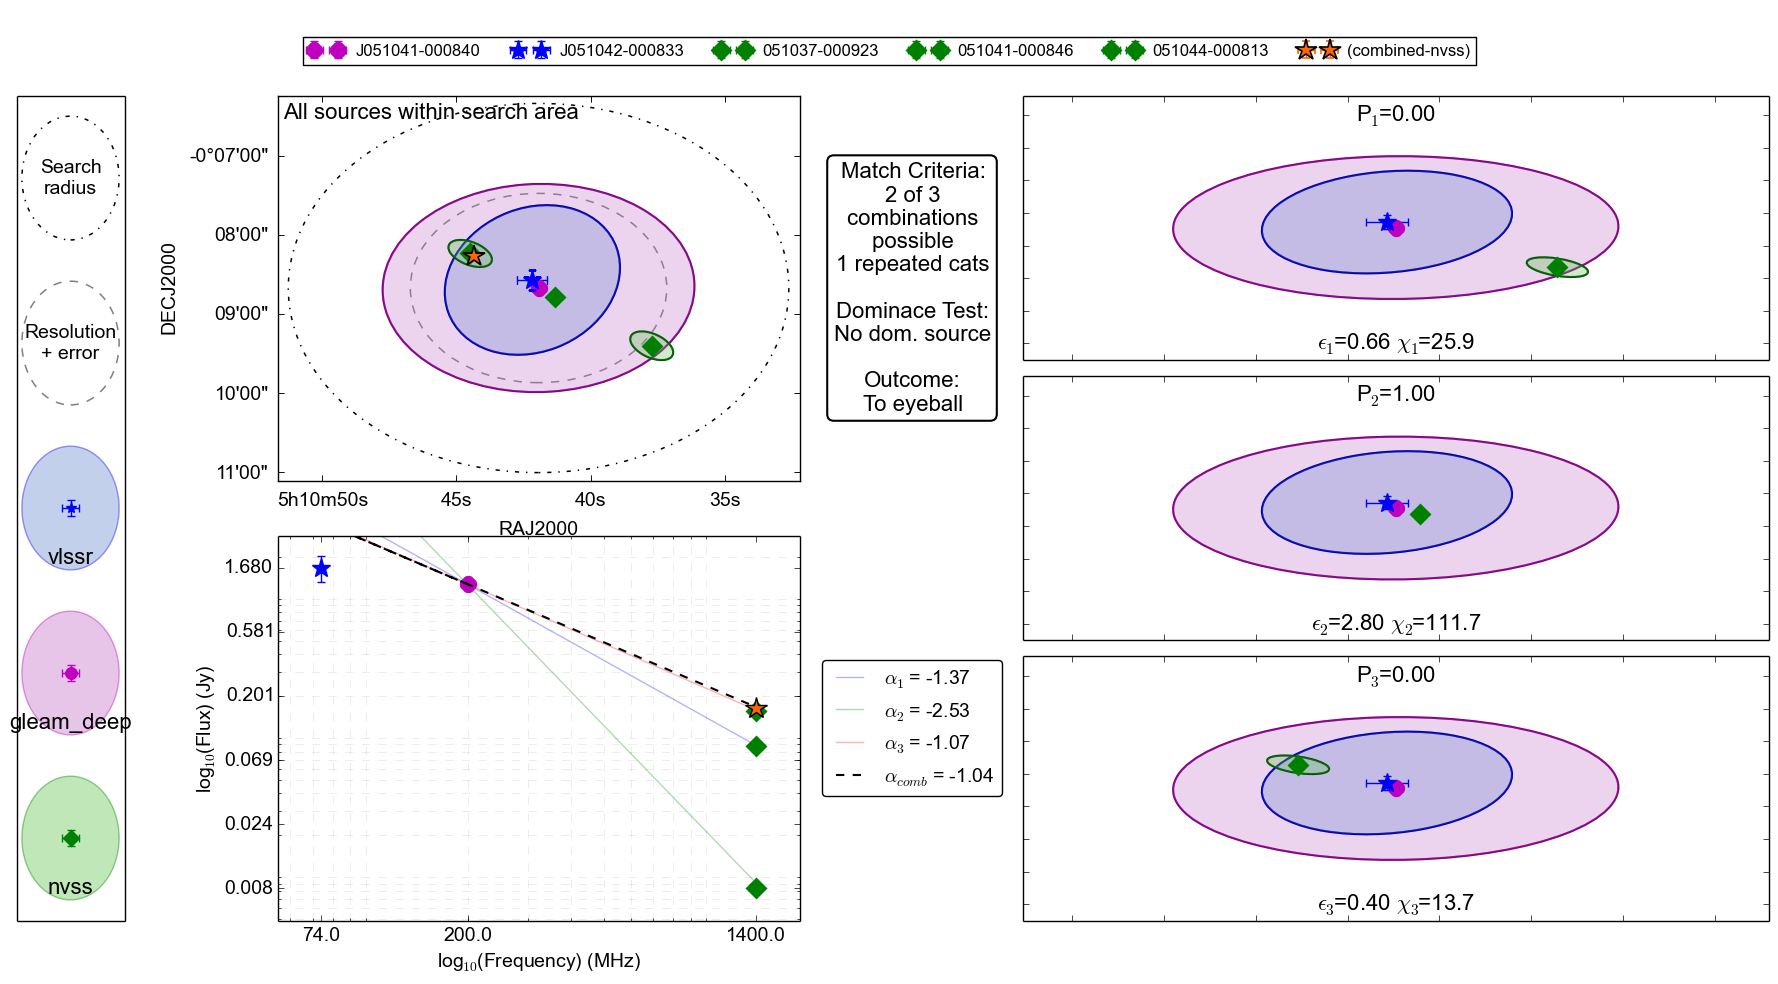 J051041-000840 J051042-000833 051037-000923 051041-000846 051044-000813 (combined-nvss)
Search
radius
Resolution
+ error
vlssr
gleam_deep
nvss
All sources within search area
DECJ2000
-0°07'00"
08'00"
09'00"
10'00"
11'00"
5h10m50s 45s 40s 35s
RAJ2000
Match Criteria:
2 of 3
combinations
possible
1 repeated cats
Dominace Test:
No dom. source
Outcome:
To eyeball
log₁₀(Flux) (Jy)
1.680
0.581
0.201
0.069
0.024
0.008
74.0 200.0 1400.0
log₁₀(Frequency) (MHz)
α₁ = -1.37
α₂ = -2.53
α₃ = -1.07
α_comb = -1.04
P₁=0.00
ϵ₁=0.66 χ₁=25.9
P₂=1.00
ϵ₂=2.80 χ₂=111.7
P₃=0.00
ϵ₃=0.40 χ₃=13.7